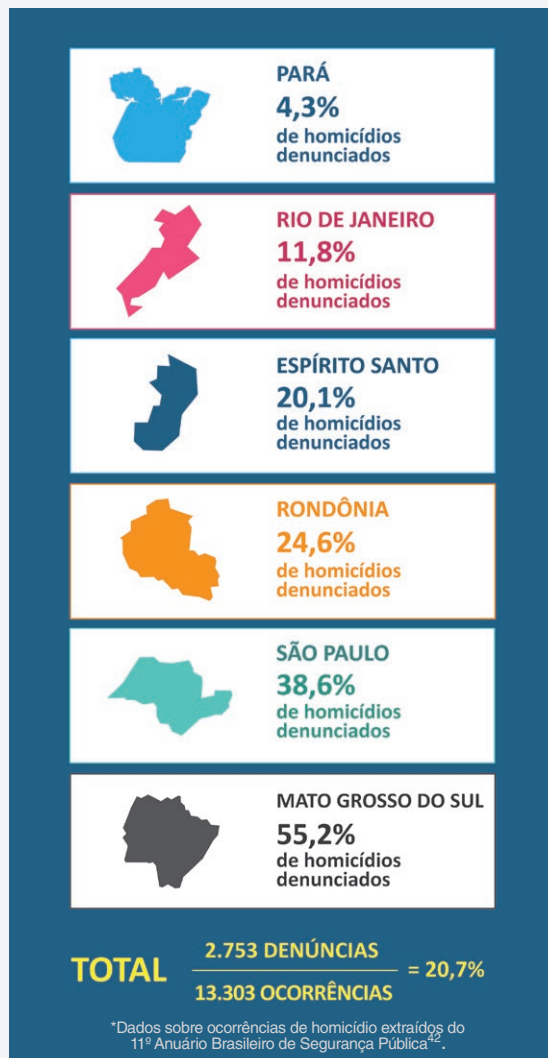 PARÁ
4,3%
de homicídios
denunciados
RIO DE JANEIRO
11,8%
de homicídios
denunciados
ESPÍRITO SANTO
20,1%
de homicídios
denunciados
RONDÔNIA
24,6%
de homicídios
denunciados
SÃO PAULO
38,6%
de homicídios
denunciados
MATO GROSSO DO SUL
55,2%
de homicídios
denunciados
TOTAL
2.753 DENÚNCIAS
13.303 OCORRÊNCIAS
= 20,7%
*Dados sobre ocorrências de homicídio extraídos do
11º Anuário Brasileiro de Segurança Pública⁴².